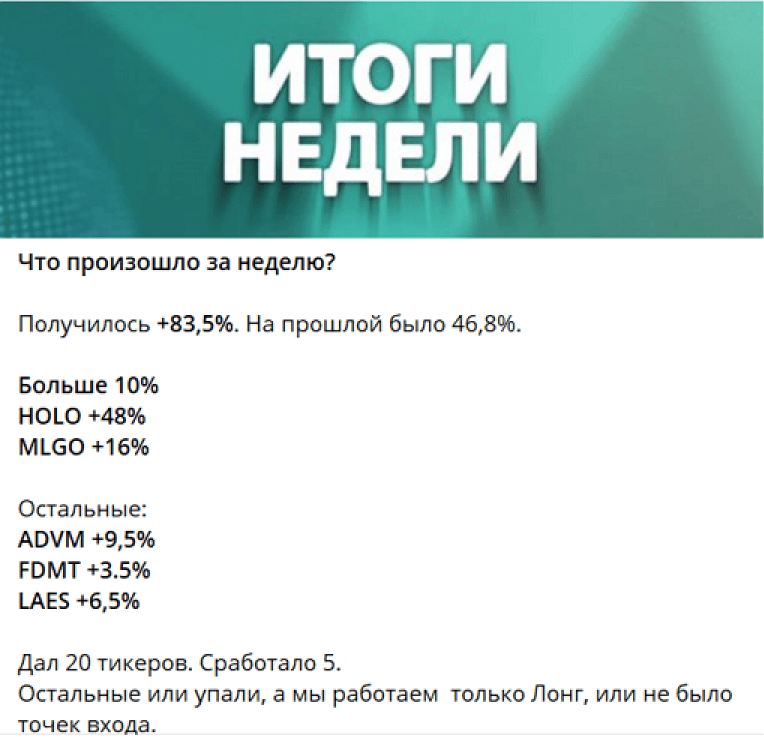 ИТОГИ
НЕДЕЛИ
Что произошло за неделю?
Получилось +83,5%. На прошлой было 46,8%.
Больше 10%
HOLO +48%
MLGO +16%
Остальные:
ADVM +9,5%
FDMT +3.5%
LAES +6,5%
Дал 20 тикеров. Сработало 5.
Остальные или упали, а мы работаем только Лонг, или не было
точек входа.